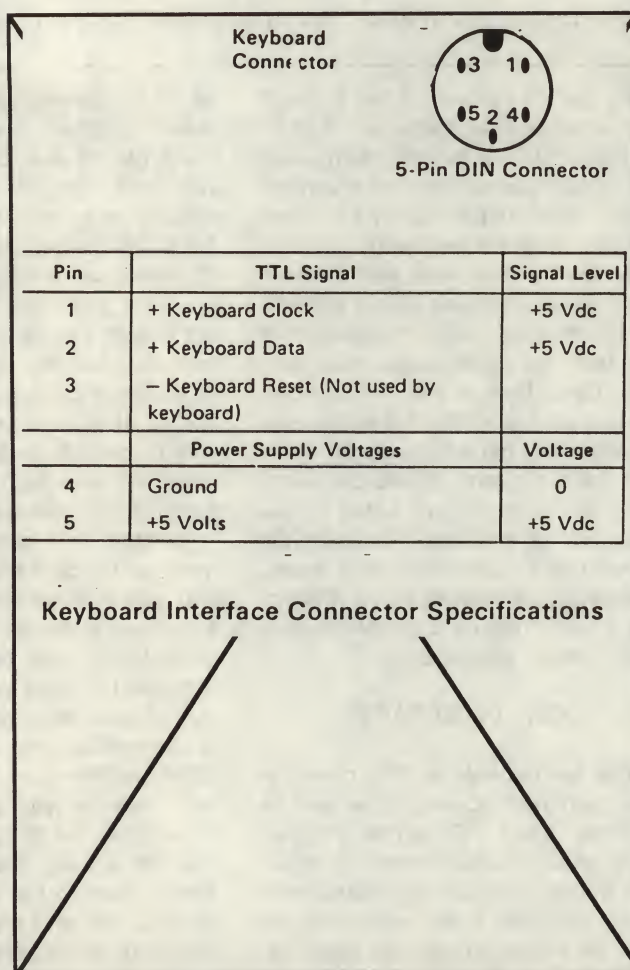 Keyboard
Connector
3 1
5 2 4
5-Pin DIN Connector
Pin TTL Signal Signal Level
1 + Keyboard Clock +5 Vdc
2 + Keyboard Data +5 Vdc
3 – Keyboard Reset (Not used by
keyboard)
Power Supply Voltages Voltage
4 Ground 0
5 +5 Volts +5 Vdc
Keyboard Interface Connector Specifications